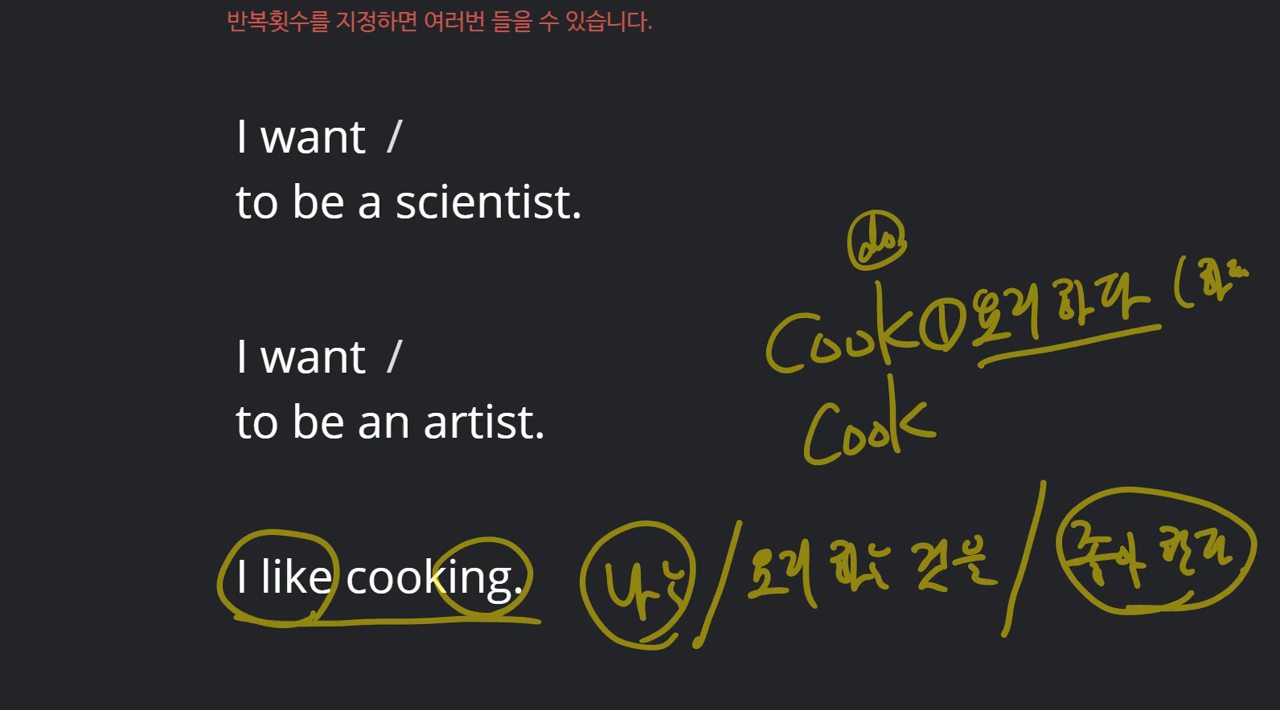 반복횟수를 지정하면 여러번 들을 수 있습니다.
I want /
to be a scientist.
I want /
to be an artist.
do
Cook ① 요리하다 (
Cook
I like cooking. 나는 / 요리 하는 것을 / 좋아 한다